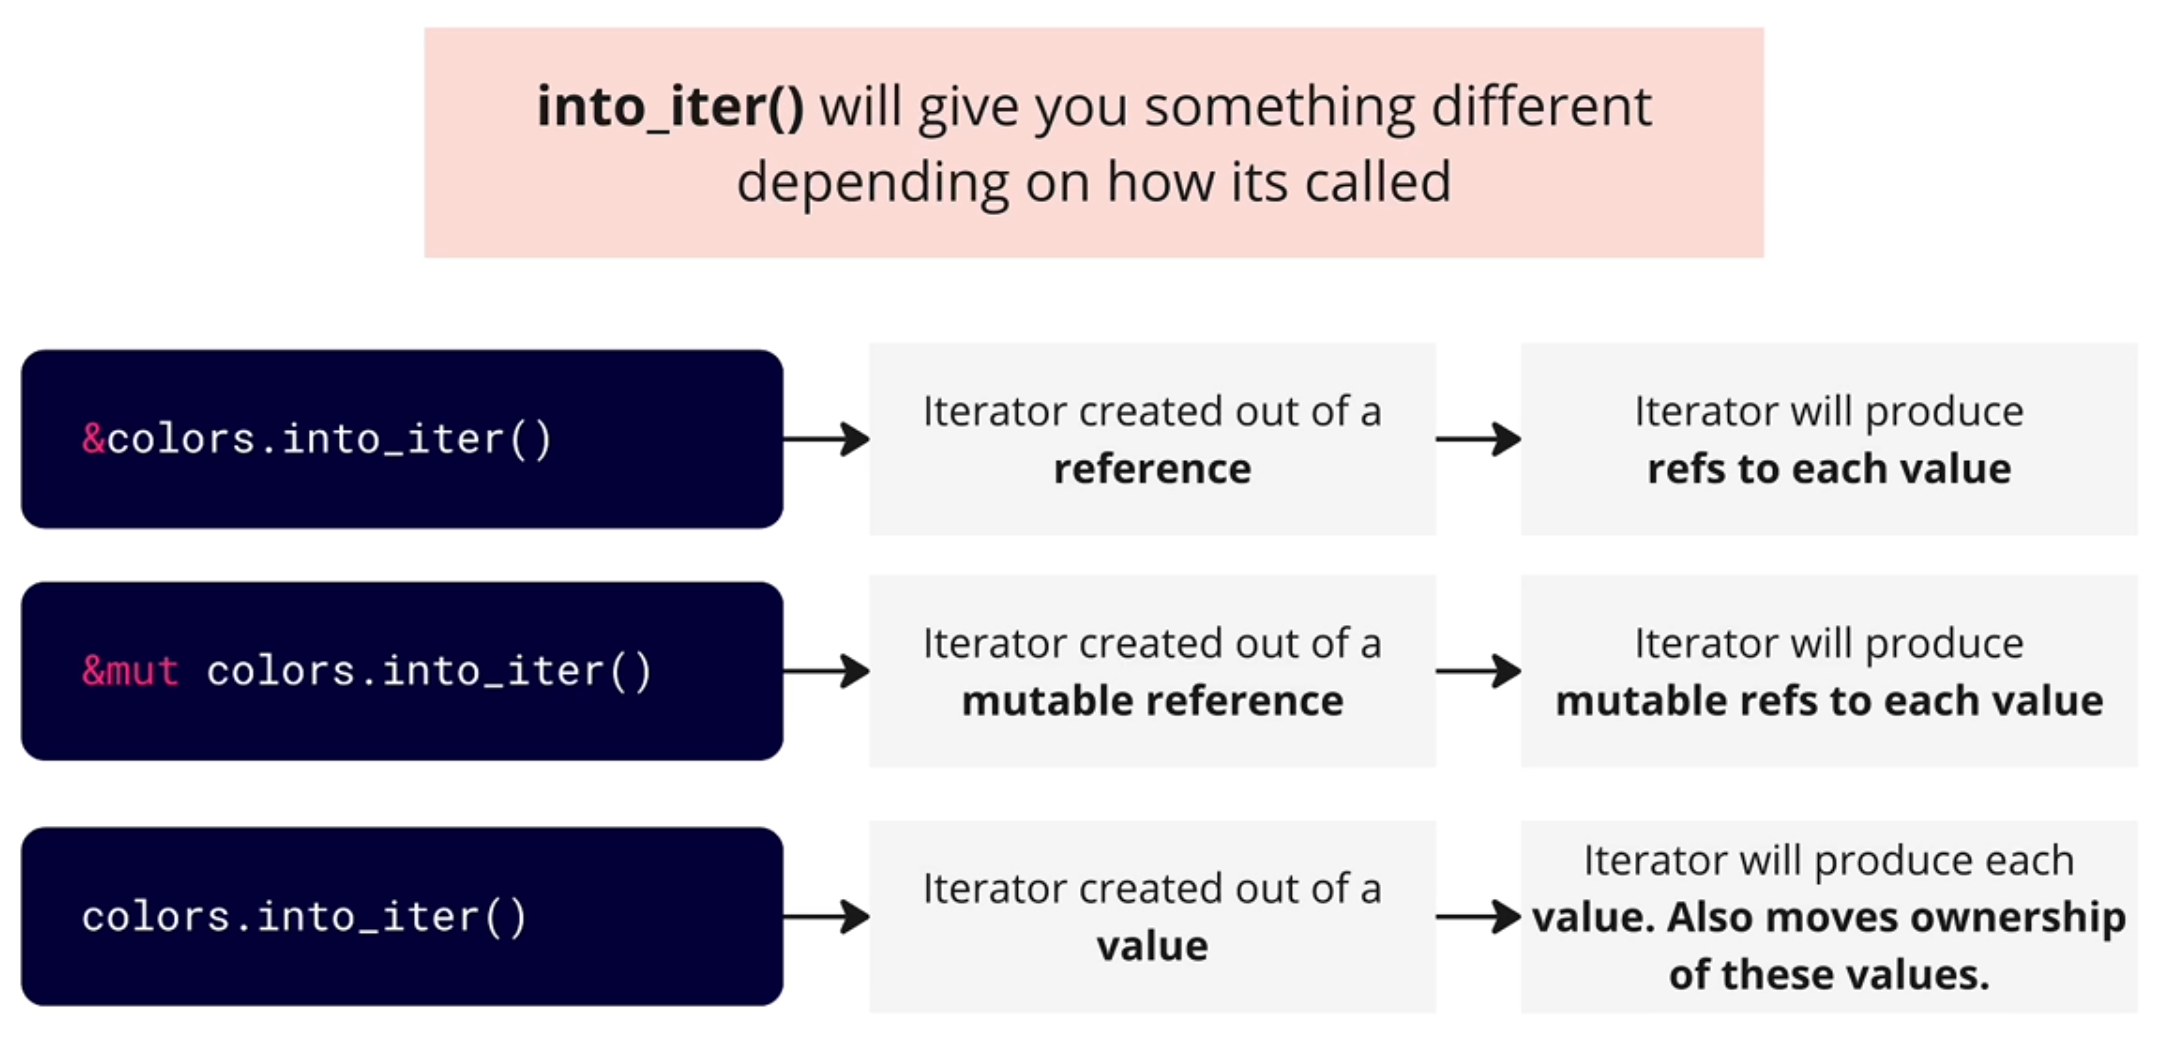 into_iter() will give you something different
depending on how its called
&colors.into_iter()
Iterator created out of a
reference
Iterator will produce
refs to each value
&mut colors.into_iter()
Iterator created out of a
mutable reference
Iterator will produce
mutable refs to each value
colors.into_iter()
Iterator created out of a
value
Iterator will produce each
value. Also moves ownership
of these values.